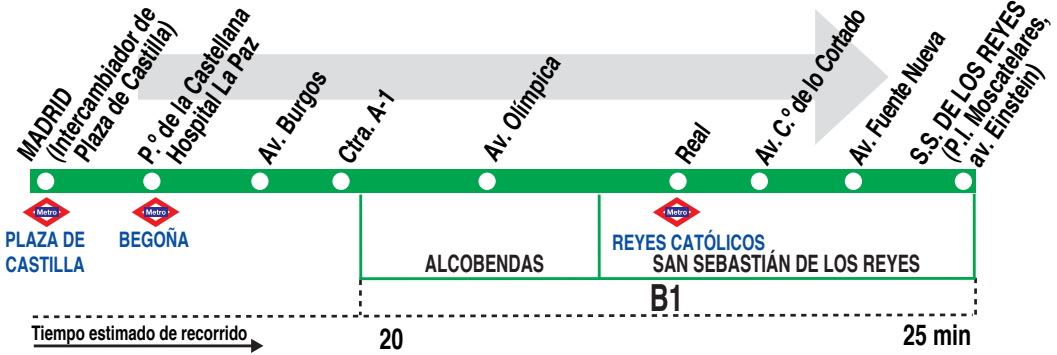 MADRID
(Intercambiador de
Plaza de Castilla)
P.º de la Castellana
Hospital La Paz
Av. Burgos
Ctra. A-1
Av. Olímpica
Real
Av. C.º de lo Cortado
Av. Fuente Nueva
S.S. DE LOS REYES
(P.I. Moscatelares,
av. Einstein)
Metro
PLAZA DE
CASTILLA
Metro
BEGOÑA
Metro
REYES CATÓLICOS
ALCOBENDAS
SAN SEBASTIÁN DE LOS REYES
B1
Tiempo estimado de recorrido
20
25 min